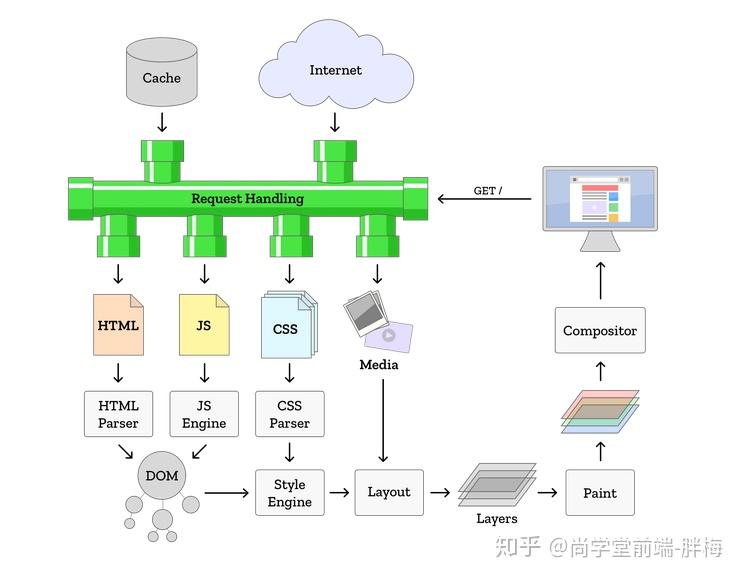 Cache
Internet
Request Handling
GET /
HTML
JS
CSS
Media
Compositor
HTML
Parser
JS
Engine
CSS
Parser
DOM
Style
Engine
Layout
Layers
Paint
知乎 @尚学堂前端-胖梅